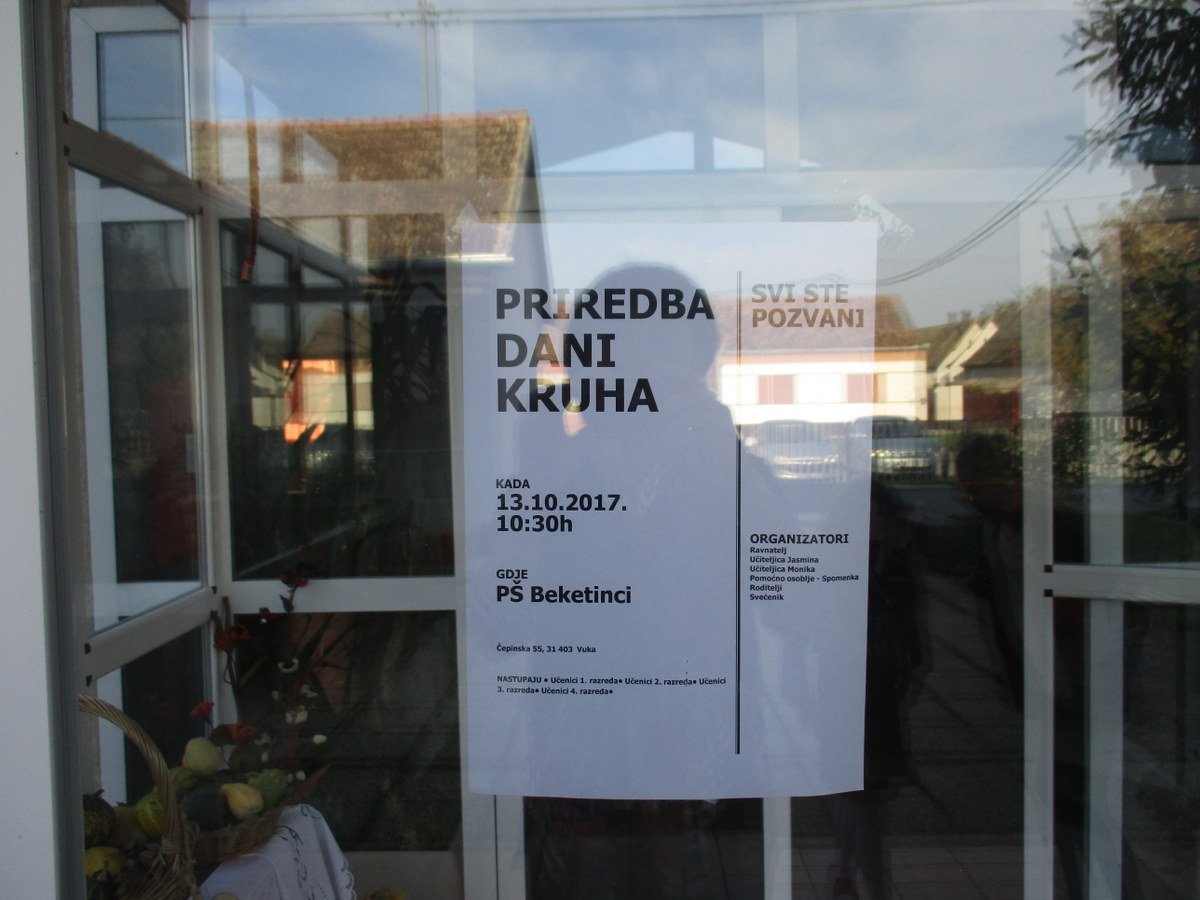 PRIREDBA
DANI
KRUHA
KADA
13.10.2017.
10:30h
GDJE
PŠ Beketinci
Čepinska 55, 31 403 Vuka
NASTUPAJU • Učenici 1. razreda• Učenici 2. razreda• Učenici
3. razreda• Učenici 4. razreda•
SVI STE
POZVANI
ORGANIZATORI
Ravnatelj
Učiteljica Jasmina
Učiteljica Monika
Pomoćno osoblje - Spomenka
Roditelji
Svećenik